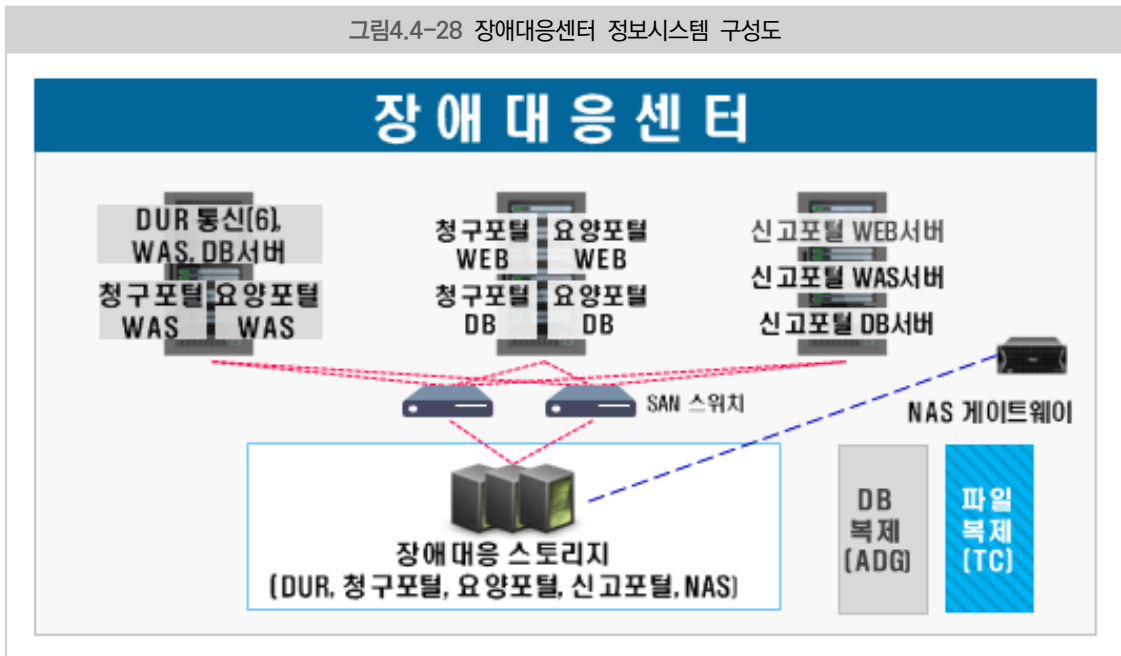 그림4.4-28 장애대응센터 정보시스템 구성도
장애대응센터
DUR 통신(6),
WAS, DB서버
청구포털 요양포털
WAS WAS
청구포털 요양포털
WEB WEB
청구포털 요양포털
DB DB
신고포털 WEB서버
신고포털 WAS서버
신고포털 DB서버
SAN 스위치
NAS 게이트웨이
장애대응 스토리지
(DUR, 청구포털, 요양포털, 신고포털, NAS)
DB
복제
(ADG)
파일
복제
(TC)